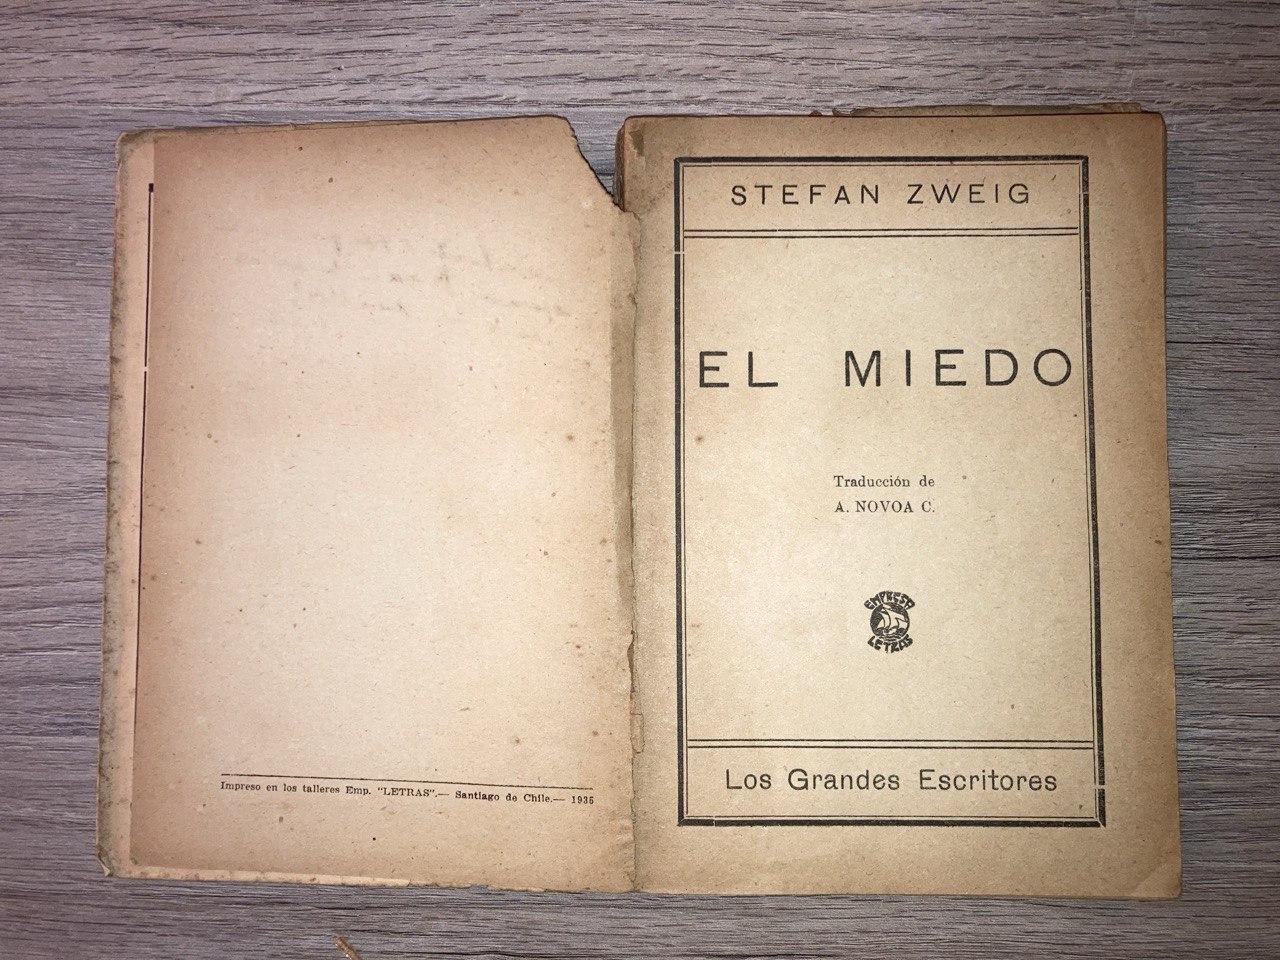 Impreso en los talleres Emp. "LETRAS".— Santiago de Chile.— 1936
STEFAN ZWEIG
EL MIEDO
Traducción de
A. NOVOA C.
EMPRESA
LETRAS
Los Grandes Escritores